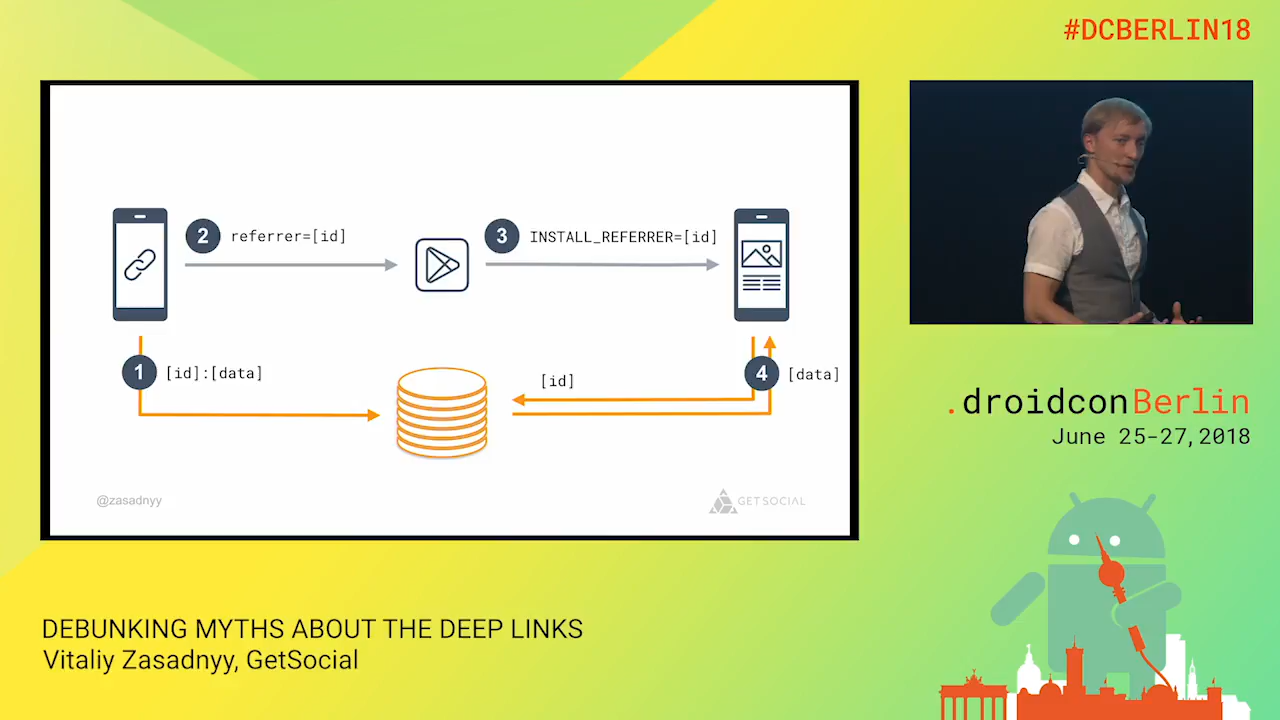 #DCBERLIN18
2 referrer=[id]
3 INSTALL_REFERRER=[id]
1 [id]:[data]
[id]
4 [data]
@zasadnyy
GETSOCIAL
.droidconBerlin
June 25-27, 2018
DEBUNKING MYTHS ABOUT THE DEEP LINKS
Vitaliy Zasadnyy, GetSocial